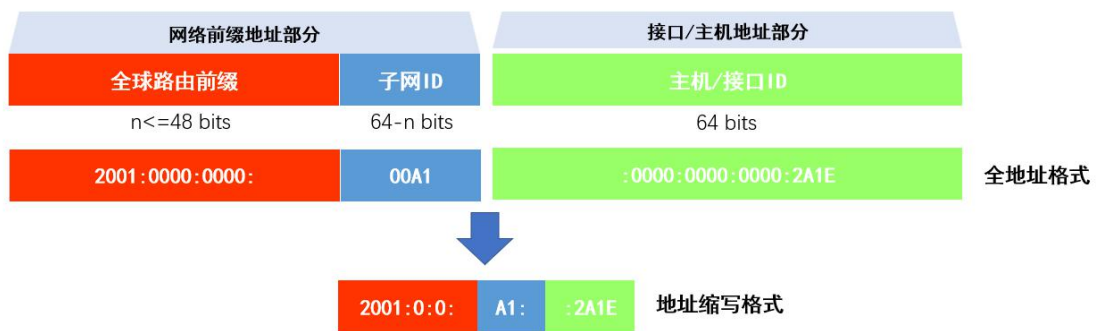 网络前缀地址部分 接口/主机地址部分
全球路由前缀 子网ID 主机/接口ID
n<=48 bits 64-n bits 64 bits
2001:0000:0000: 00A1 :0000:0000:0000:2A1E 全地址格式
2001:0:0: A1: :2A1E 地址缩写格式